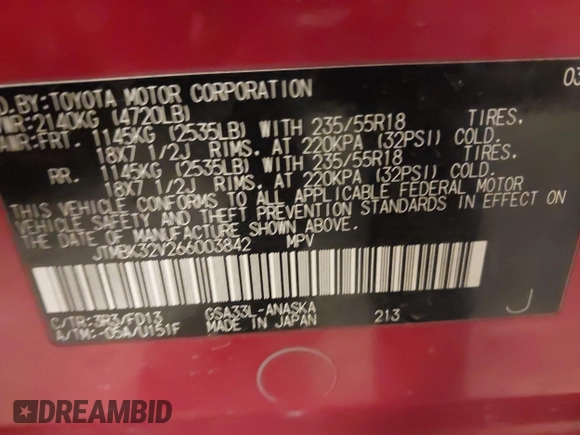 D.BY:TOYOTA MOTOR CORPORATION 03
WR:2140KG (4720LB)
WR:FRT. 1145KG (2535LB) WITH 235/55R18 TIRES,
18X7 1/2J RIMS, AT 220KPA (32PSI) COLD.
RR. 1145KG (2535LB) WITH 235/55R18 TIRES,
18X7 1/2J RIMS, AT 220KPA (32PSI) COLD.
THIS VEHICLE CONFORMS TO ALL APPLICABLE FEDERAL MOTOR
VEHICLE SAFETY AND THEFT PREVENTION STANDARDS IN EFFECT ON
THE DATE OF MANUFACTURE SHOWN ABOVE.
JTMBK32V266003842 MPV
C/TR:3R3/FD13 GSA33L-ANASKA 213 J
A/TM:-05A/U151F MADE IN JAPAN
DREAMBID